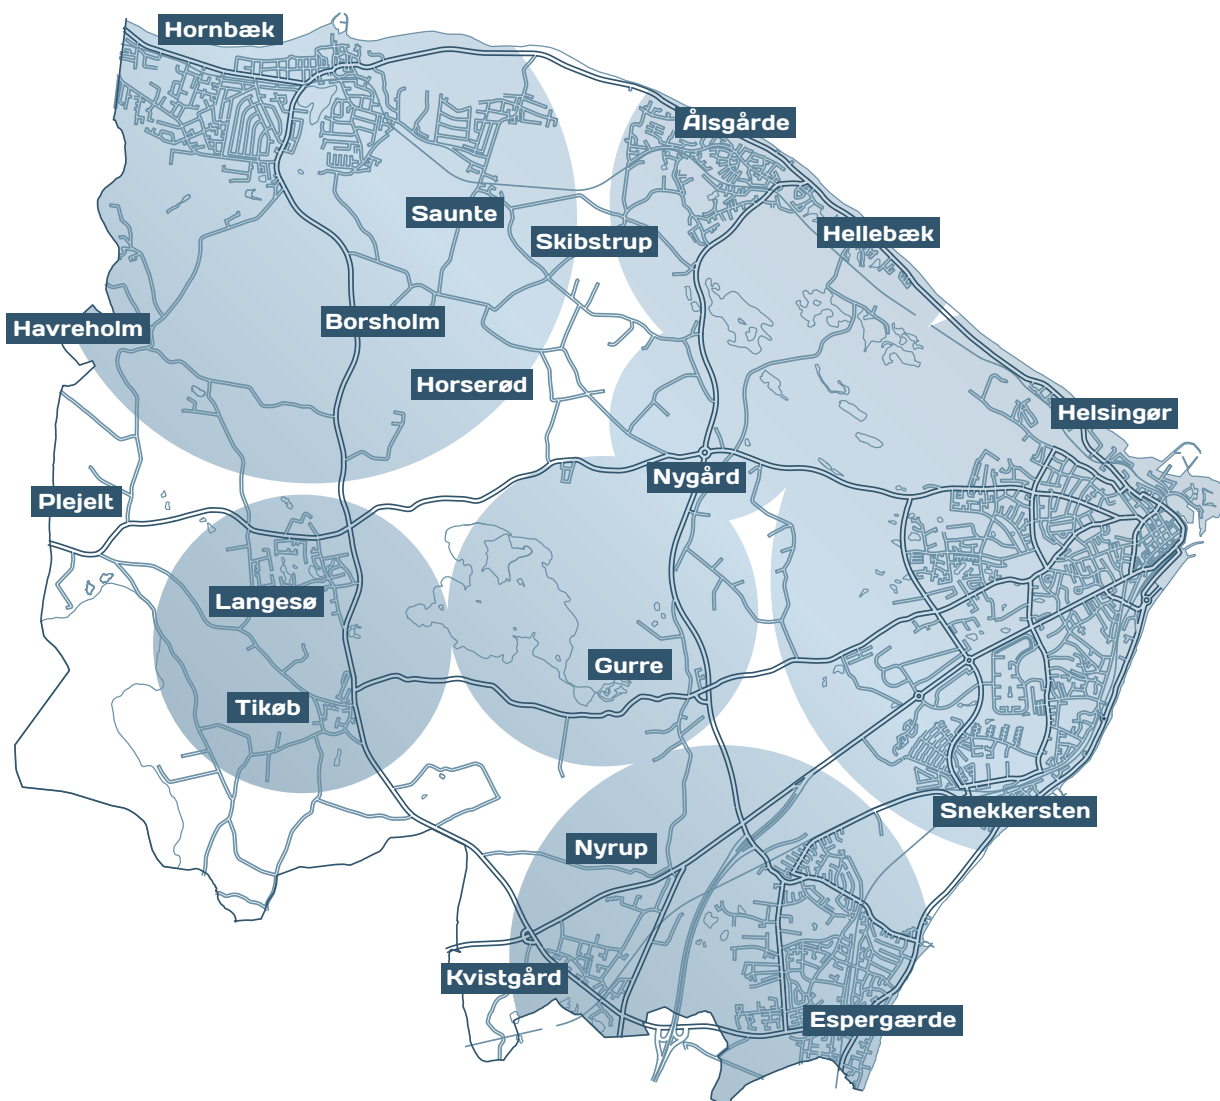 Hornbæk
Ålsgårde
Saunte
Hellebæk
Skibstrup
Borsholm
Havreholm
Horserød
Helsingør
Nygård
Plejelt
Langesø
Gurre
Tikøb
Snekkersten
Nyrup
Kvistgård
Espergærde